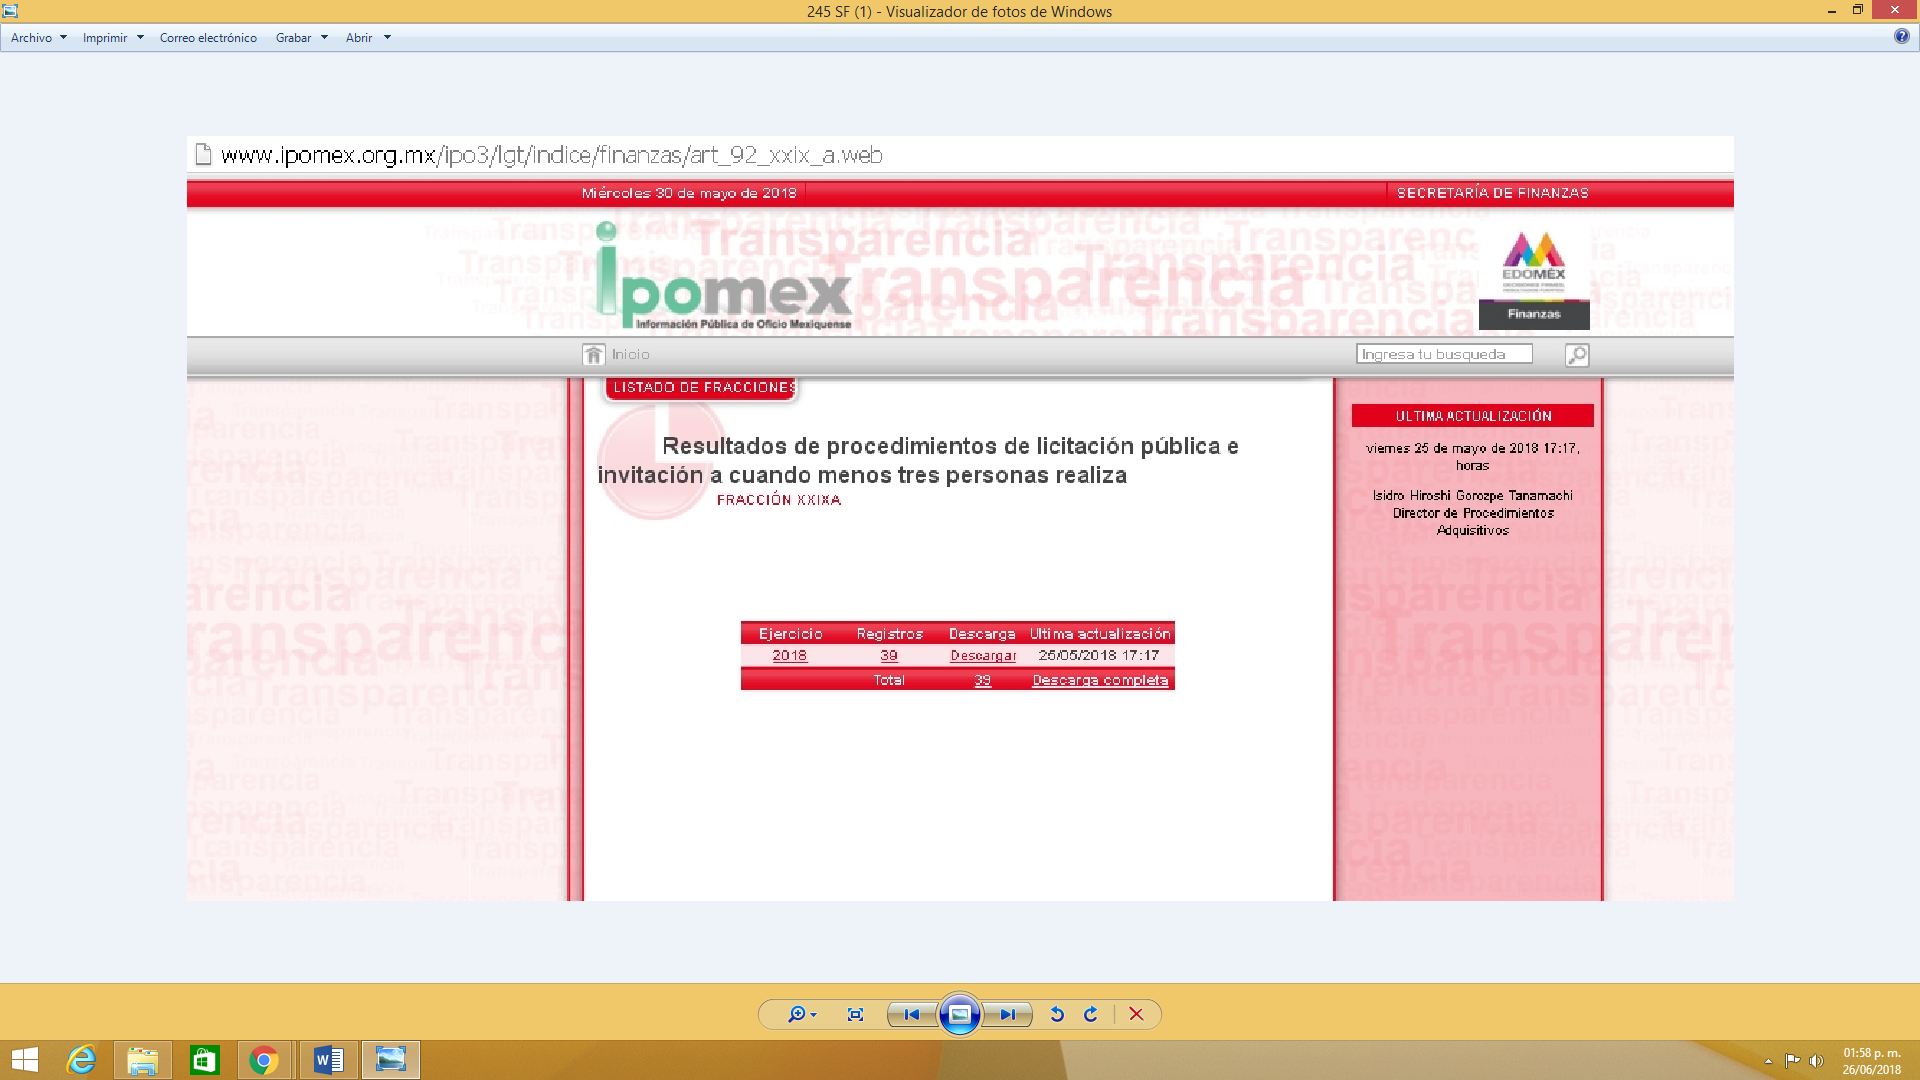 245 SF (1) - Visualizador de fotos de Windows
Archivo Imprimir Correo electrónico Grabar Abrir
www.ipomex.org.mx/ipo3/lgt/indice/finanzas/art_92_xxix_a.web
Miércoles 30 de mayo de 2018 SECRETARÍA DE FINANZAS
Transparencia
ipomex
Información Pública de Oficio Mexiquense
EDOMÉX
DECISIONES FIRMES, RESULTADOS FUERTES.
Finanzas
Inicio Ingresa tu busqueda
LISTADO DE FRACCIONES
Resultados de procedimientos de licitación pública e
invitación a cuando menos tres personas realiza
FRACCIÓN XXIXA
ULTIMA ACTUALIZACIÓN
viernes 25 de mayo de 2018 17:17,
horas
Isidro Hiroshi Gorozpe Tanamachi
Director de Procedimientos
Adquisitivos
Ejercicio Registros Descarga Ultima actualización
2018 39 Descargar 25/05/2018 17:17
Total 39 Descarga completa
01:58 p. m.
26/06/2018